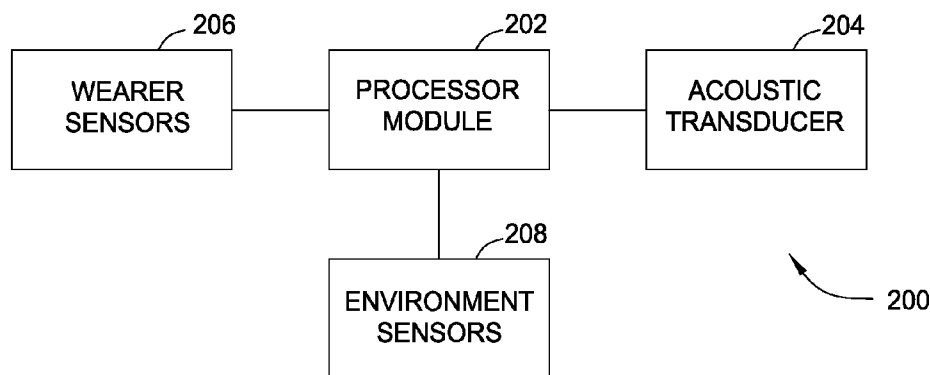 206
202
204
WEARER
SENSORS
PROCESSOR
MODULE
ACOUSTIC
TRANSDUCER
208
ENVIRONMENT
SENSORS
200